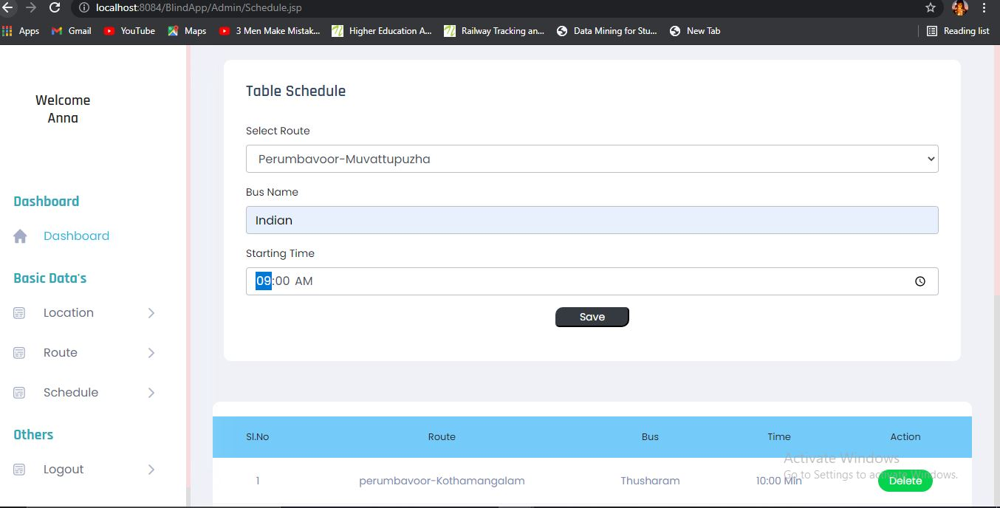 localhost:8084/BlindApp/Admin/Schedule.jsp
Apps Gmail YouTube Maps 3 Men Make Mistak... Higher Education A... Railway Tracking an... Data Mining for Stu... New Tab Reading list
Welcome
Anna
Dashboard
Dashboard
Basic Data's
Location
Route
Schedule
Others
Logout
Table Schedule
Select Route
Perumbavoor-Muvattupuzha
Bus Name
Indian
Starting Time
09:00 AM
Save
Sl.No Route Bus Time Action
1 perumbavoor-Kothamangalam Thusharam 10:00 Min Delete
Activate Windows
Go to Settings to activate Windows.